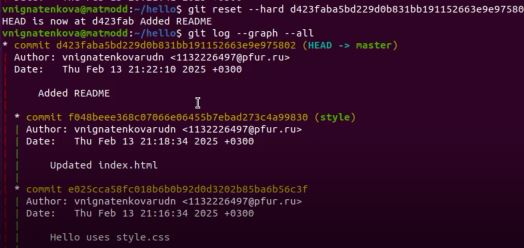 vnignatenkova@matmodd:~/hello$ git reset --hard d423faba5bd229d0b831bb191152663e9e97580
HEAD is now at d423fab Added README
vnignatenkova@matmodd:~/hello$ git log --graph --all
* commit d423faba5bd229d0b831bb191152663e9e975802 (HEAD -> master)
| Author: vnignatenkovarudn <1132226497@pfur.ru>
| Date:   Thu Feb 13 21:22:10 2025 +0300
|
|     Added README
|
| * commit f048beee368c07066e06455b7ebad273c4a99830 (style)
| | Author: vnignatenkovarudn <1132226497@pfur.ru>
| | Date:   Thu Feb 13 21:18:34 2025 +0300
| |
| |     Updated index.html
| |
| * commit e025cca58fc018b6b0b92d0d3202b85ba6b56c3f
| | Author: vnignatenkovarudn <1132226497@pfur.ru>
| | Date:   Thu Feb 13 21:16:34 2025 +0300
| |
| |     Hello uses style.css